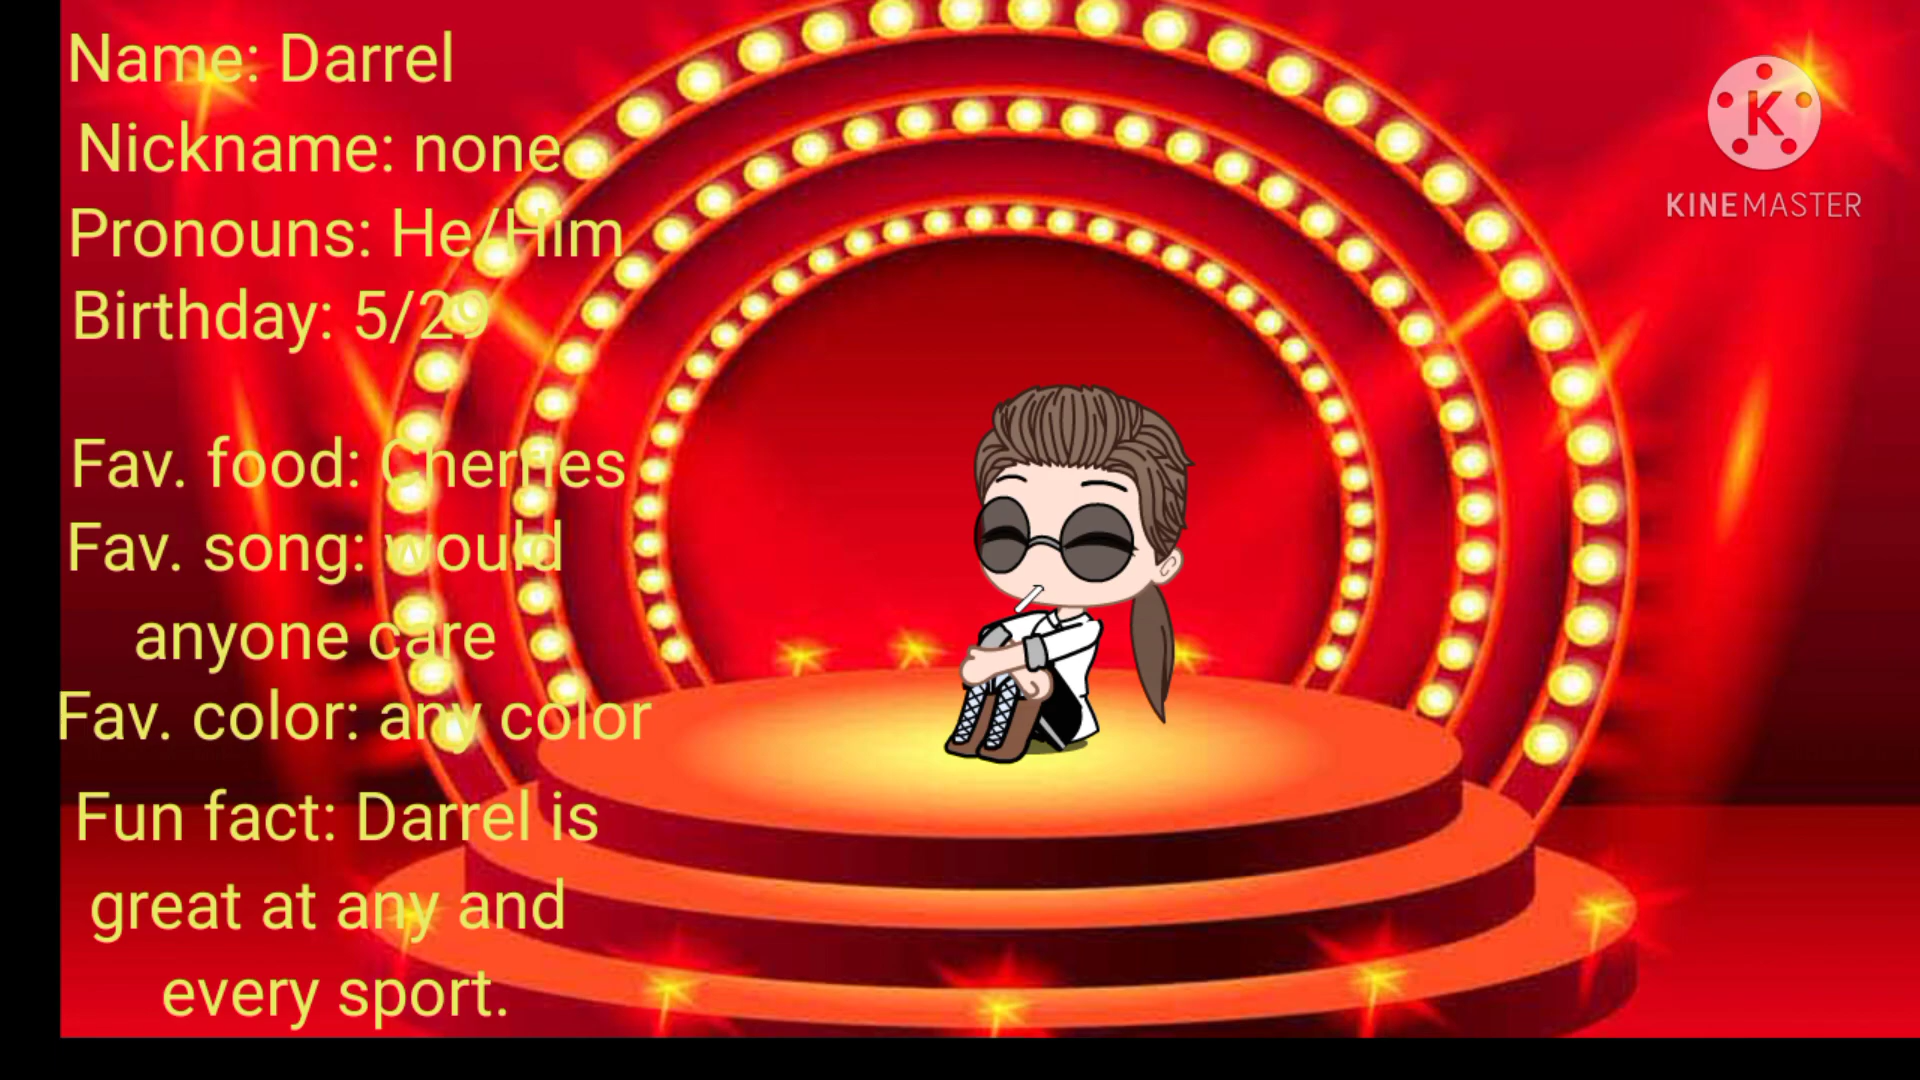 Name: Darrel
Nickname: none
Pronouns: He/Him
Birthday: 5/29
Fav. food: Cherries
Fav. song: would
anyone care
Fav. color: any color
Fun fact: Darrel is
great at any and
every sport.
K
KINEMASTER